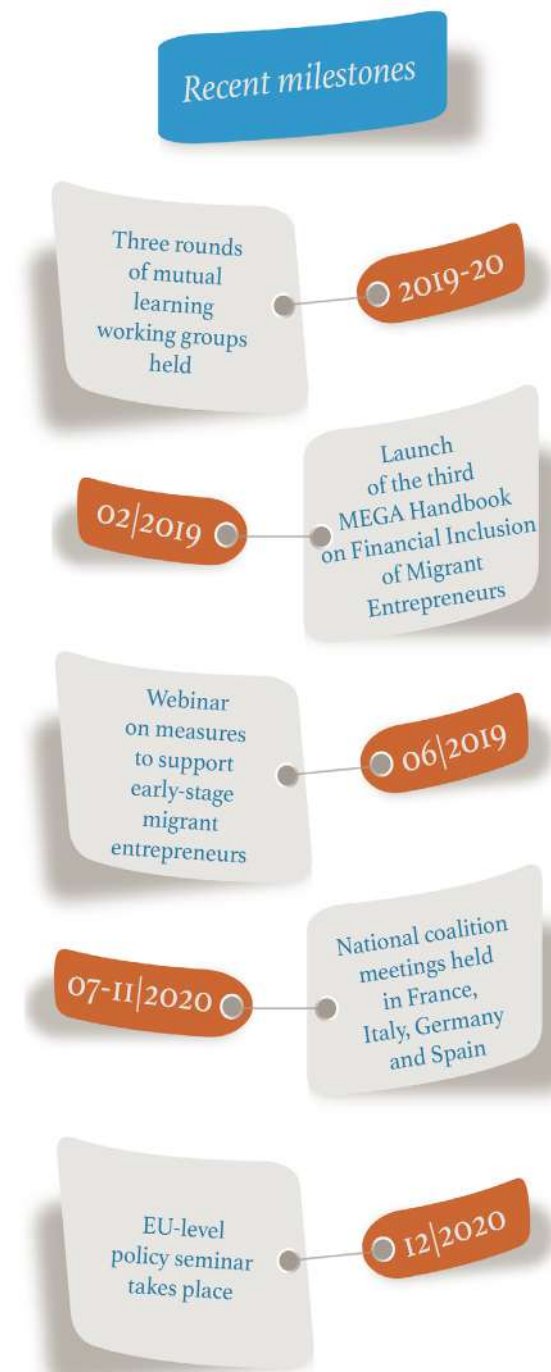 Recent milestones
Three rounds
of mutual
learning
working groups
held
2019-20
02|2019
Launch
of the third
MEGA Handbook
on Financial Inclusion
of Migrant
Entrepreneurs
Webinar
on measures
to support
early-stage
migrant
entrepreneurs
06|2019
07-11|2020
National coalition
meetings held
in France,
Italy, Germany
and Spain
EU-level
policy seminar
takes place
12|2020